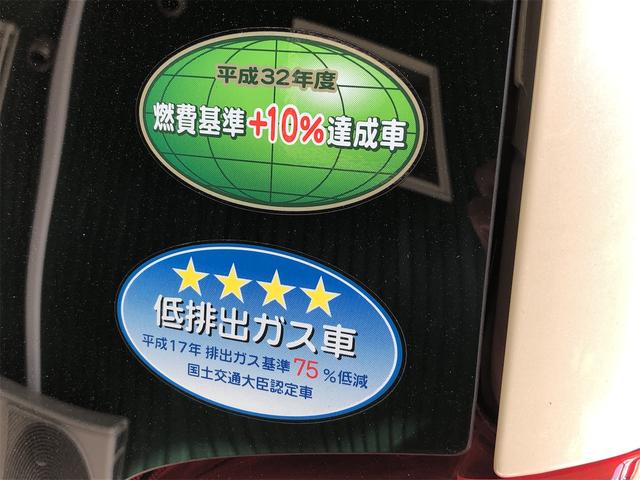 平成32年度
燃費基準+10%達成車
★★★★
低排出ガス車
平成17年 排出ガス基準 75 %低減
国土交通大臣認定車